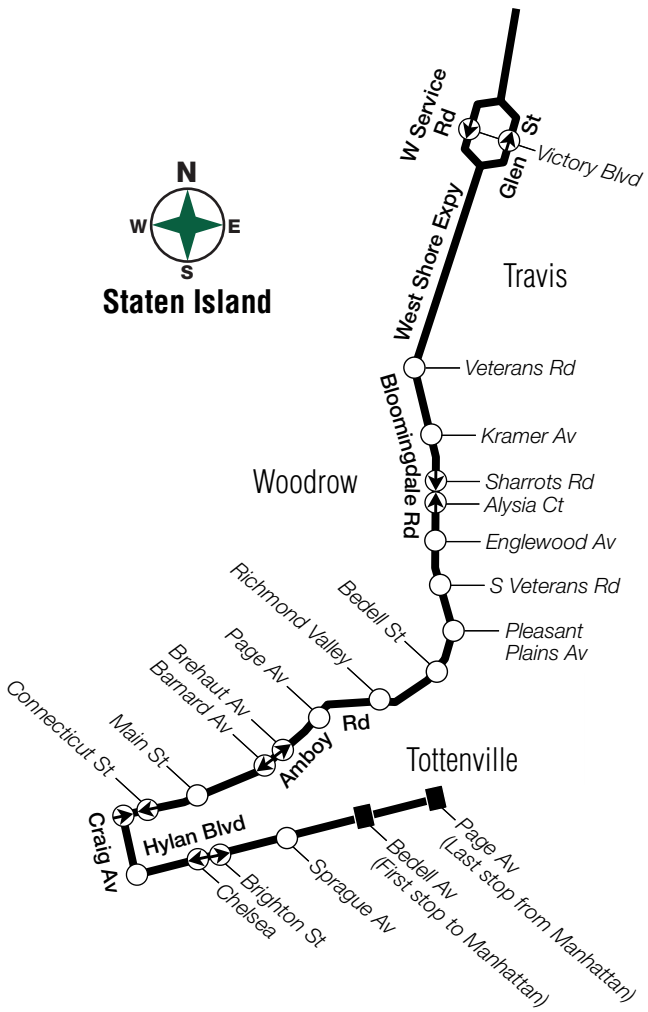 W Service
Rd
Glen St
Victory Blvd
N
W
E
S
Staten Island
West Shore Expy
Travis
Veterans Rd
Bloomingdale Rd
Kramer Av
Woodrow
Sharrots Rd
Alysia Ct
Englewood Av
S Veterans Rd
Pleasant
Plains Av
Bedell St
Richmond Valley
Page Av
Brehaut Av
Barnard Av
Amboy Rd
Main St
Connecticut St
Tottenville
Craig Av
Hylan Blvd
Chelsea
Brighton St
Sprague Av
Bedell Av
(First stop to
Manhattan)
Page Av
(Last stop from
Manhattan)